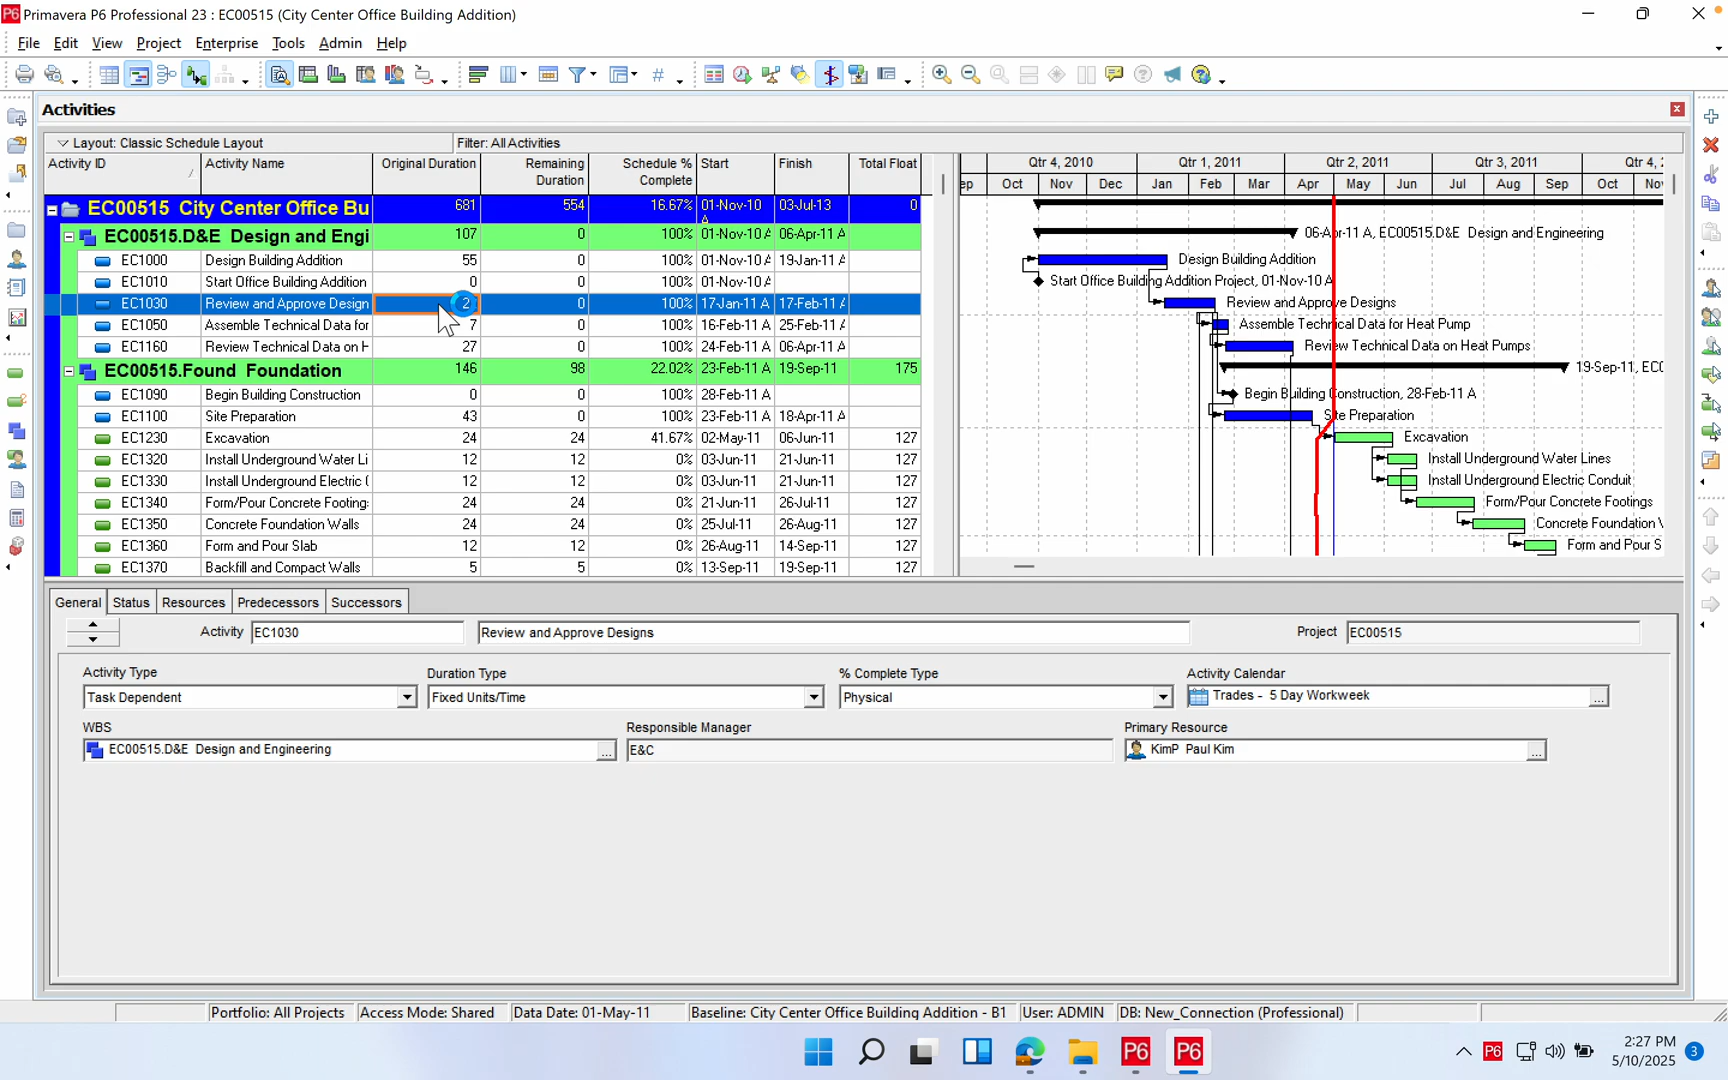 Primavera P6 Professional 23 : EC00515 (City Center Office Building Addition)
File Edit View Project Enterprise Tools Admin Help
Activities
Layout: Classic Schedule Layout Filter: All Activities
Activity ID Activity Name Original Duration Remaining Duration Schedule % Complete Start Finish Total Float
Qtr 4, 2010 Qtr 1, 2011 Qtr 2, 2011 Qtr 3, 2011 Qtr 4, 2
ep Oct Nov Dec Jan Feb Mar Apr May Jun Jul Aug Sep Oct Nov
EC00515 City Center Office Bu 681 554 16.67% 01-Nov-10 A 03-Jul-13 0
EC00515.D&E Design and Engi 107 0 100% 01-Nov-10 A 06-Apr-11 A 06-Apr-11 A, EC00515.D&E Design and Engineering
EC1000 Design Building Addition 55 0 100% 01-Nov-10 A 19-Jan-11 A Design Building Addition
EC1010 Start Office Building Addition 0 0 100% 01-Nov-10 A Start Office Building Addition Project, 01-Nov-10 A
EC1030 Review and Approve Design 2 0 100% 17-Jan-11 A 17-Feb-11 A Review and Approve Designs
EC1050 Assemble Technical Data for 7 0 100% 16-Feb-11 A 25-Feb-11 A Assemble Technical Data for Heat Pump
EC1160 Review Technical Data on H 27 0 100% 24-Feb-11 A 06-Apr-11 A Review Technical Data on Heat Pumps
EC00515.Found Foundation 146 98 22.02% 23-Feb-11 A 19-Sep-11 175 19-Sep-11, EC0
EC1090 Begin Building Construction 0 0 100% 28-Feb-11 A Begin Building Construction, 28-Feb-11 A
EC1100 Site Preparation 43 0 100% 23-Feb-11 A 18-Apr-11 A Site Preparation
EC1230 Excavation 24 24 41.67% 02-May-11 06-Jun-11 127 Excavation
EC1320 Install Underground Water Li 12 12 0% 03-Jun-11 21-Jun-11 127 Install Underground Water Lines
EC1330 Install Underground Electric ( 12 12 0% 03-Jun-11 21-Jun-11 127 Install Underground Electric Conduit
EC1340 Form/Pour Concrete Footing: 24 24 0% 21-Jun-11 26-Jul-11 127 Form/Pour Concrete Footings
EC1350 Concrete Foundation Walls 24 24 0% 25-Jul-11 26-Aug-11 127 Concrete Foundation
EC1360 Form and Pour Slab 12 12 0% 26-Aug-11 14-Sep-11 127 Form and Pour S
EC1370 Backfill and Compact Walls 5 5 0% 13-Sep-11 19-Sep-11 127
General Status Resources Predecessors Successors
Activity EC1030 Review and Approve Designs Project EC00515
Activity Type Duration Type % Complete Type Activity Calendar
Task Dependent Fixed Units/Time Physical Trades - 5 Day Workweek ...
WBS Responsible Manager Primary Resource
EC00515.D&E Design and Engineering ... E&C KimP Paul Kim ...
Portfolio: All Projects Access Mode: Shared Data Date: 01-May-11 Baseline: City Center Office Building Addition - B1 User: ADMIN DB: New_Connection (Professional)
P6 P6 P6 2:27 PM
5/10/2025 3